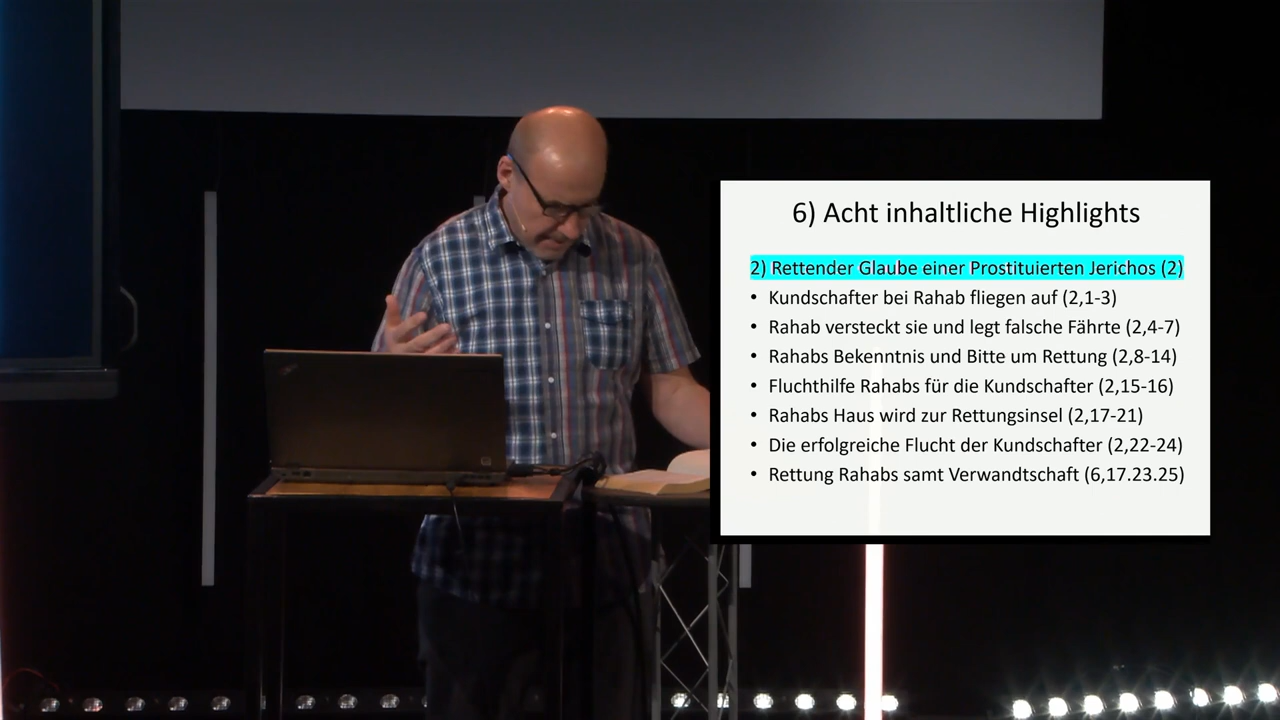 6) Acht inhaltliche Highlights
2) Rettender Glaube einer Prostituierten Jerichos (2)
• Kundschafter bei Rahab fliegen auf (2,1-3)
• Rahab versteckt sie und legt falsche Fährte (2,4-7)
• Rahabs Bekenntnis und Bitte um Rettung (2,8-14)
• Fluchthilfe Rahabs für die Kundschafter (2,15-16)
• Rahabs Haus wird zur Rettungsinsel (2,17-21)
• Die erfolgreiche Flucht der Kundschafter (2,22-24)
• Rettung Rahabs samt Verwandtschaft (6,17.23.25)